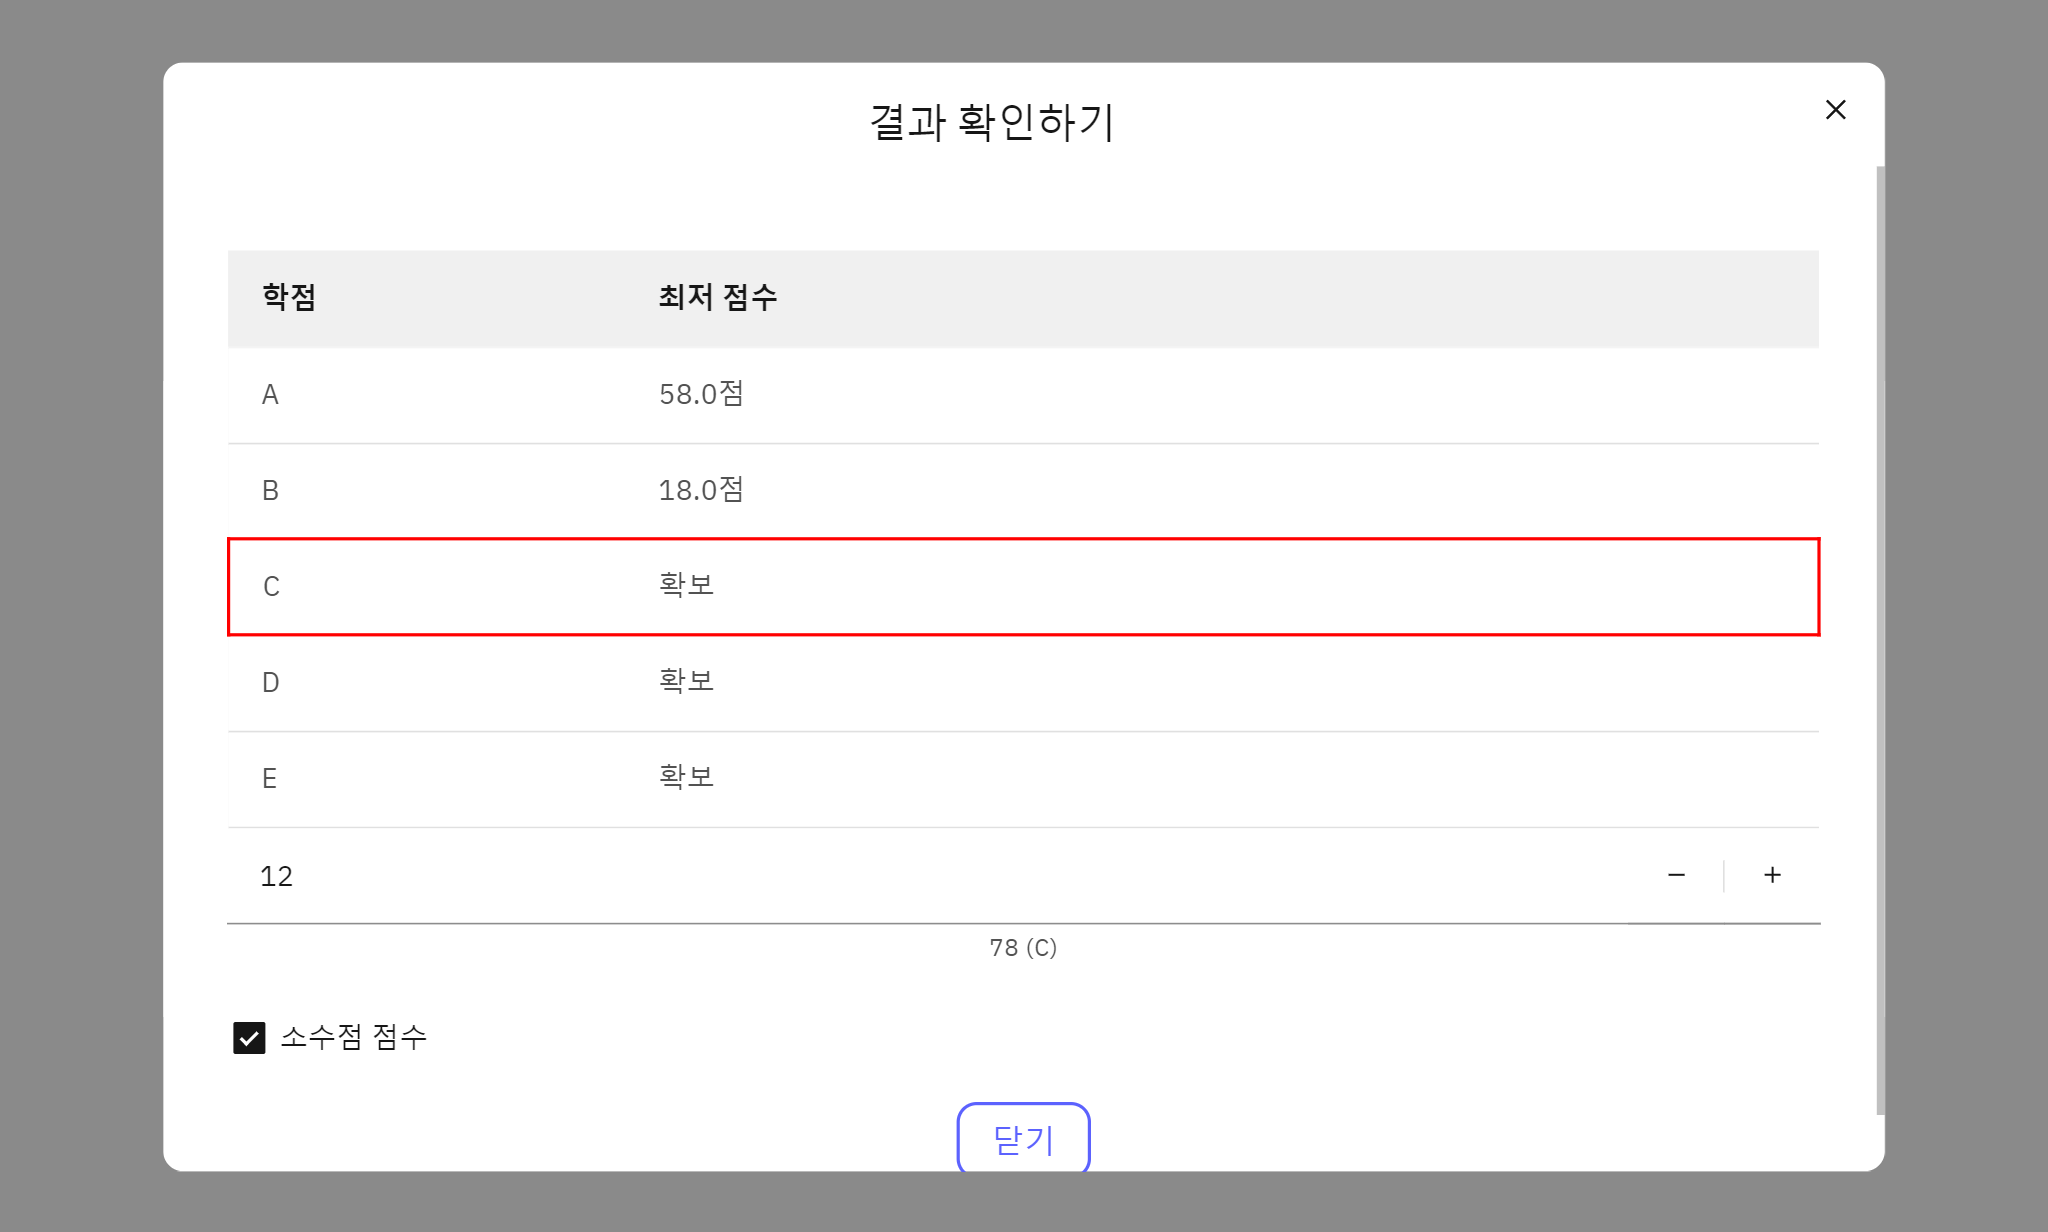 결과 확인하기
학점 최저 점수
A 58.0점
B 18.0점
C 확보
D 확보
E 확보
12
78 (C)
소수점 점수
닫기